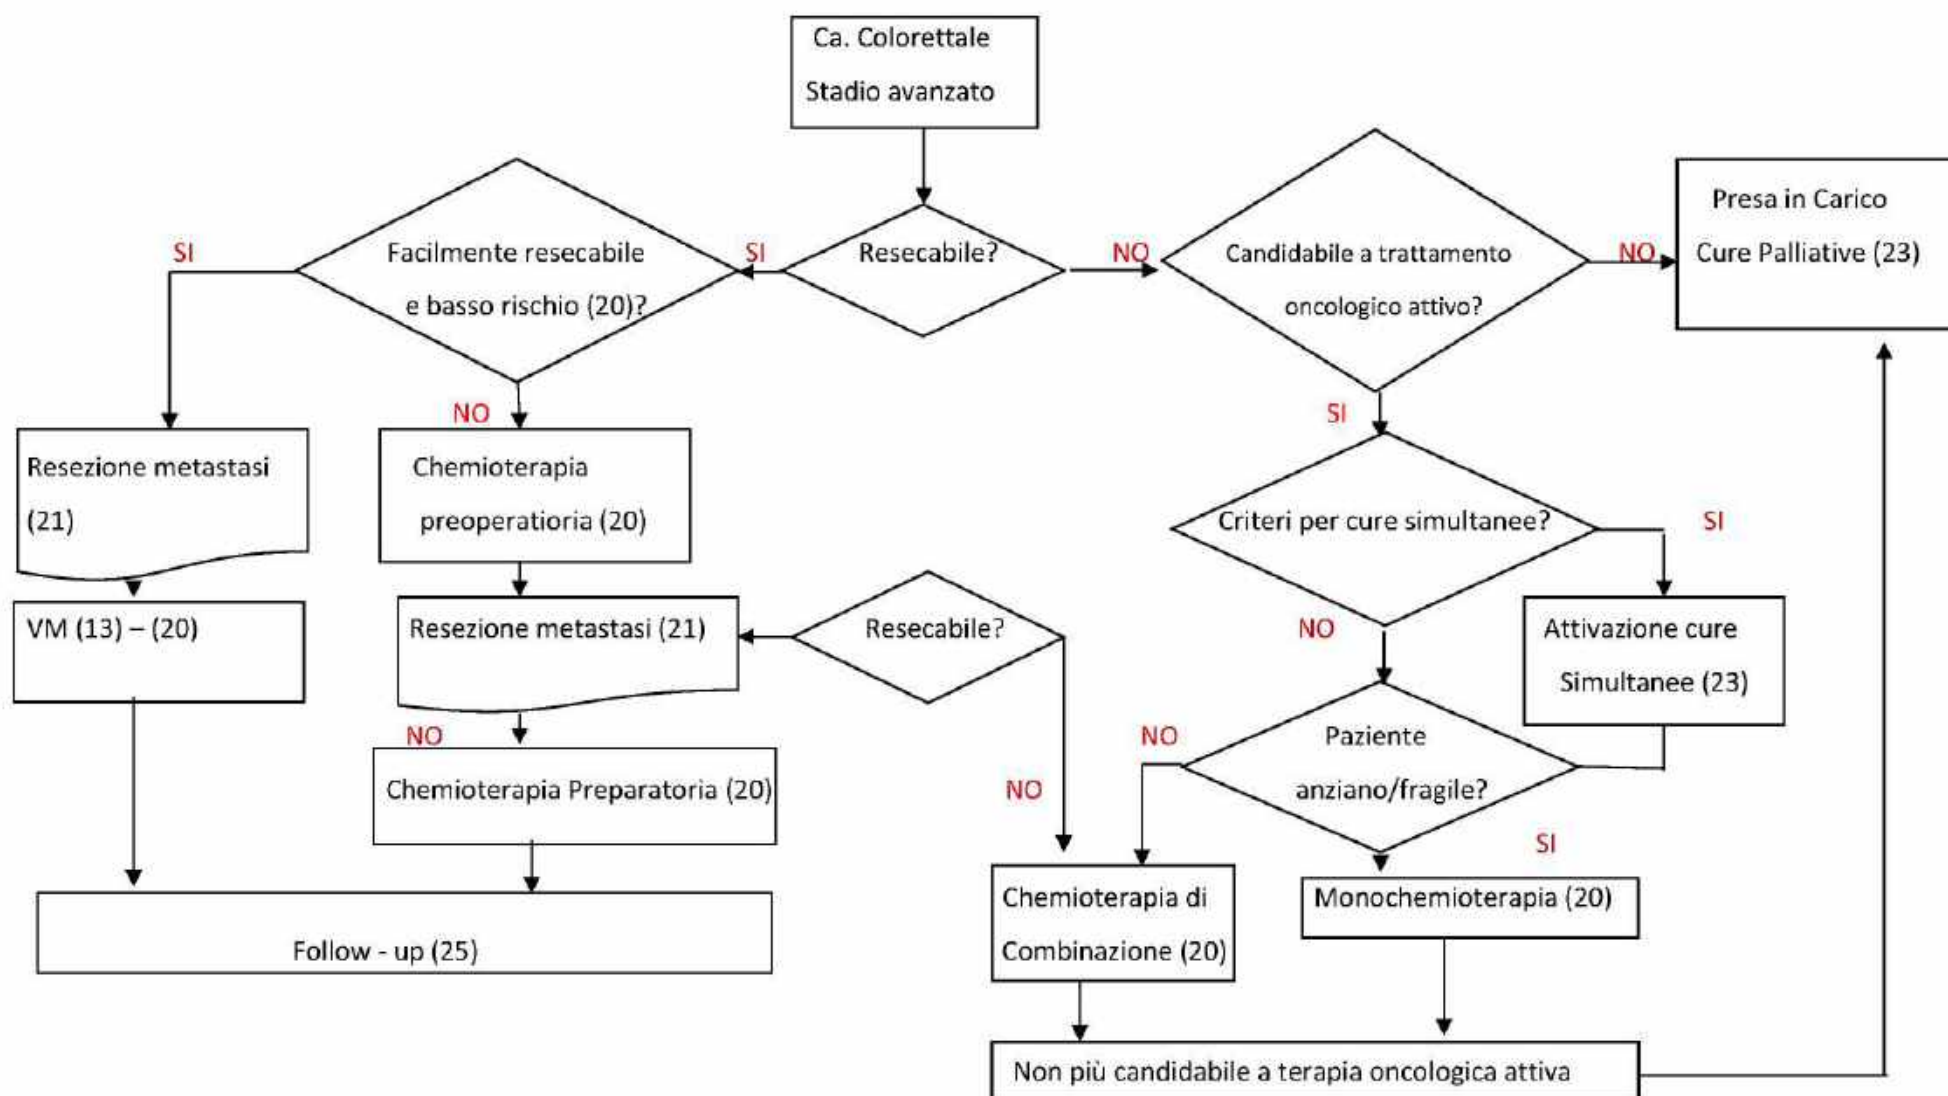 Ca. Colorettale
Stadio avanzato
Resecabile?
SI
NO
Facilmente resecabile
e basso rischio (20)?
SI
NO
Candidabile a trattamento
oncologico attivo?
NO
SI
Presa in Carico
Cure Palliative (23)
Resezione metastasi
(21)
Chemioterapia
preoperatioria (20)
Criteri per cure simultanee?
SI
NO
VM (13) – (20)
Resezione metastasi (21)
Resecabile?
Attivazione cure
Simultanee (23)
NO
Chemioterapia Preparatoria (20)
NO
Paziente
anziano/fragile?
NO
SI
Follow - up (25)
Chemioterapia di
Combinazione (20)
Monochemioterapia (20)
Non più candidabile a terapia oncologica attiva